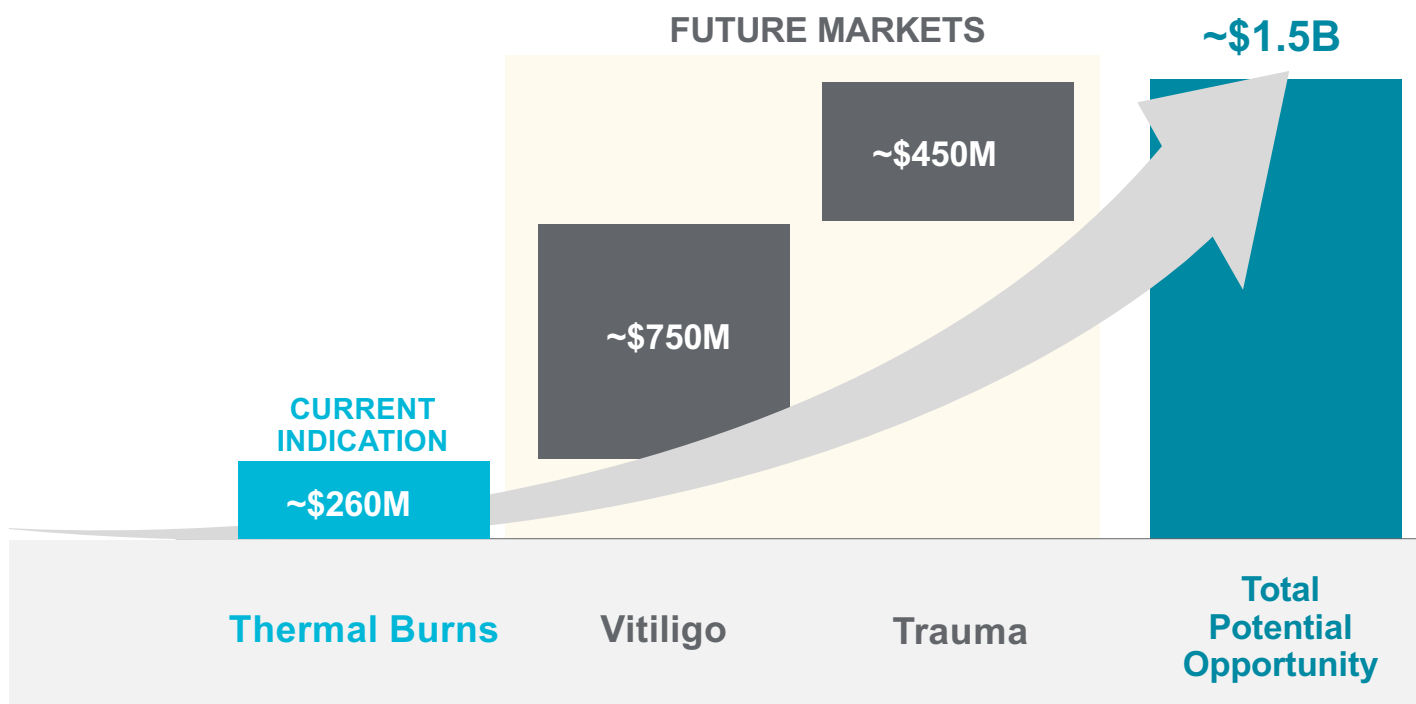 FUTURE MARKETS
~$1.5B
~$450M
~$750M
CURRENT
INDICATION
~$260M
Thermal Burns
Vitiligo
Trauma
Total
Potential
Opportunity